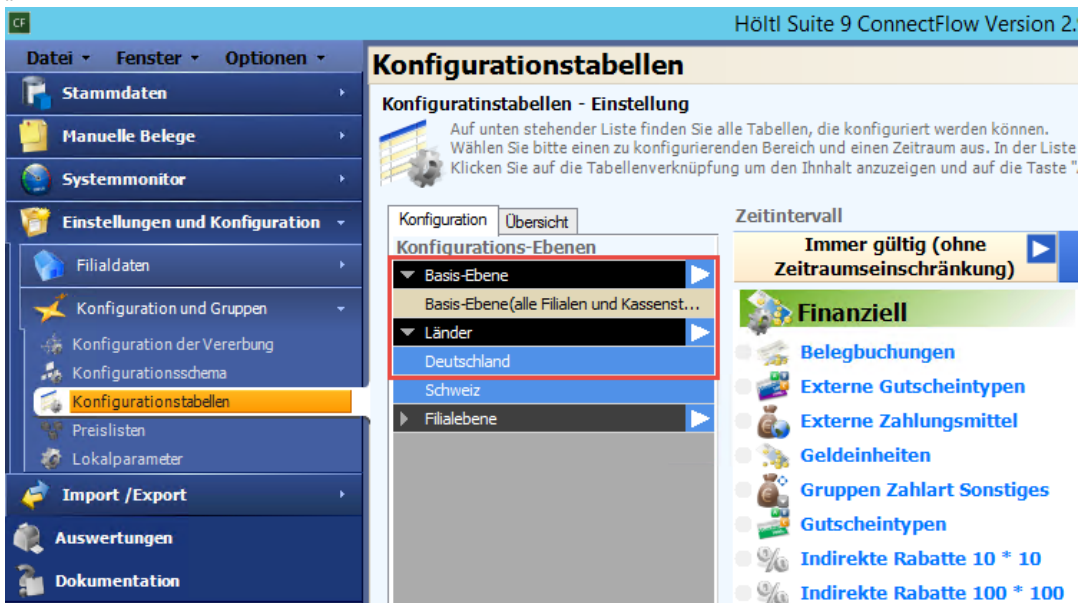 CF
Höltl Suite 9 ConnectFlow Version 2.
Datei Fenster Optionen
Stammdaten
Manuelle Belege
Systemmonitor
Einstellungen und Konfiguration
Filialdaten
Konfiguration und Gruppen
Konfiguration der Vererbung
Konfigurationsschema
Konfigurationstabellen
Preislisten
Lokalparameter
Import /Export
Auswertungen
Dokumentation
Konfigurationstabellen
Konfiguratinstabellen - Einstellung
Auf unten stehender Liste finden Sie alle Tabellen, die konfiguriert werden können.
Wählen Sie bitte einen zu konfigurierenden Bereich und einen Zeitraum aus. In der Liste
Klicken Sie auf die Tabellenverknüpfung um den Ihnhalt anzuzeigen und auf die Taste "
Konfiguration Übersicht
Konfigurations-Ebenen
Basis-Ebene
Basis-Ebene(alle Filialen und Kassenst...
Länder
Deutschland
Schweiz
Filialebene
Zeitintervall
Immer gültig (ohne
Zeitraumseinschränkung)
Finanziell
Belegbuchungen
Externe Gutscheintypen
Externe Zahlungsmittel
Geldeinheiten
Gruppen Zahlart Sonstiges
Gutscheintypen
Indirekte Rabatte 10 * 10
Indirekte Rabatte 100 * 100